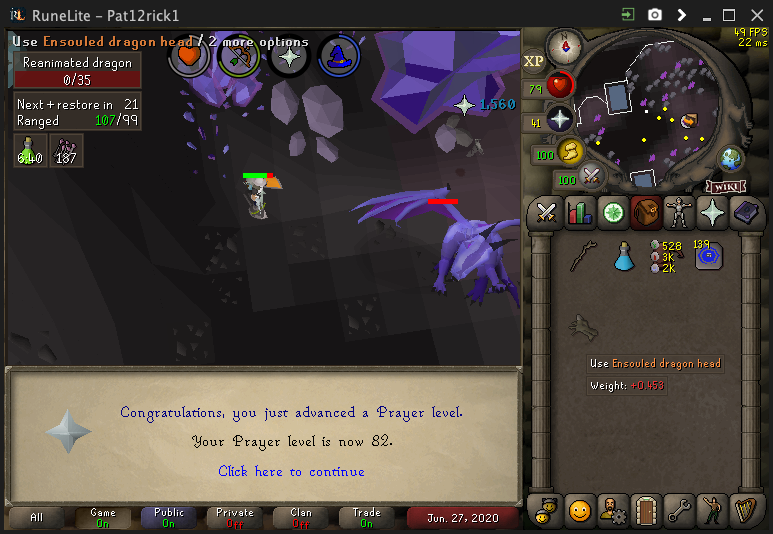 RuneLite – Pat12rick1
Use Ensouled dragon head / 2 more options
49 FPS
22 ms
Reanimated dragon
0/35
XP
79
Next + restore in 21
Ranged 107/99
1,560
41
6:40
187
100
100
WIKI
528
3K
2K
139
Use Ensouled dragon head
Weight: +0.453
Congratulations, you just advanced a Prayer level.
Your Prayer level is now 82.
Click here to continue
All
Game
On
Public
On
Private
Off
Clan
Off
Trade
On
Jun. 27, 2020